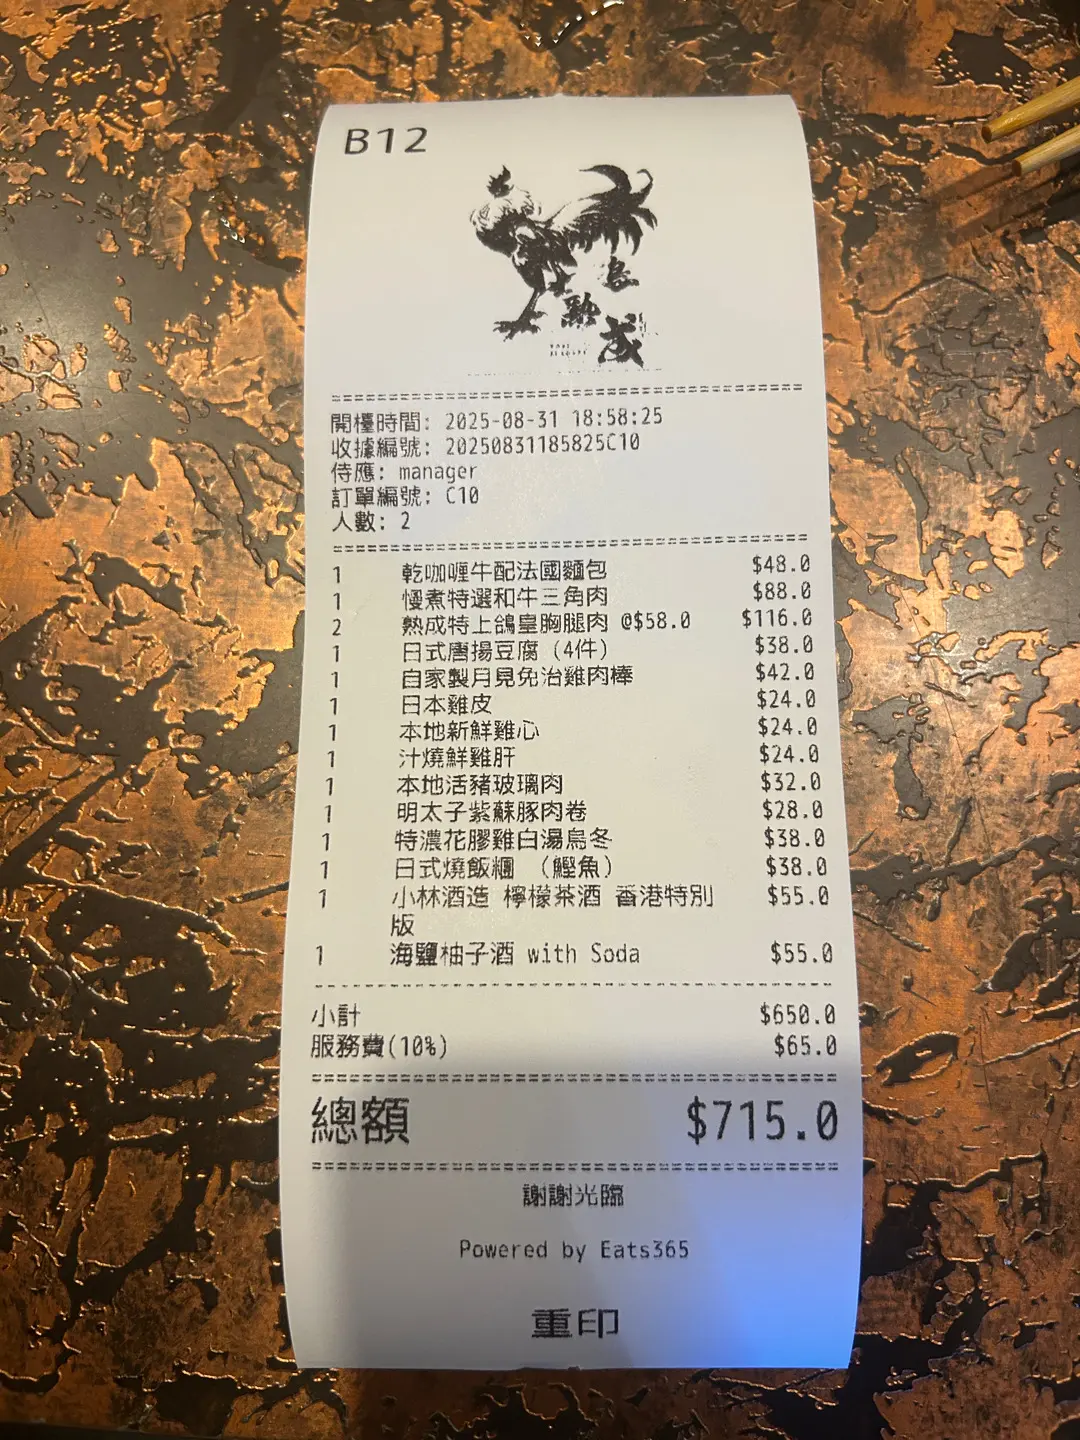 B12
熟
成
開檯時間: 2025-08-31 18:58:25
收據編號: 20250831185825C10
侍應: manager
訂單編號: C10
人數: 2
1 乾咖喱牛配法國麵包 $48.0
1 慢煮特選和牛三角肉 $88.0
2 熟成特上鴿皇胸腿肉 @$58.0 $116.0
1 日式唐揚豆腐 (4件) $38.0
1 自家製月見免治雞肉棒 $42.0
1 日本雞皮 $24.0
1 本地新鮮雞心 $24.0
1 汁燒鮮雞肝 $24.0
1 本地活豬玻璃肉 $32.0
1 明太子紫蘇豚肉卷 $28.0
1 特濃花膠雞白湯烏冬 $38.0
1 日式燒飯糰 （鰹魚） $38.0
1 小林酒造 檸檬茶酒 香港特別 $55.0
版
1 海鹽柚子酒 with Soda $55.0
小計 $650.0
服務費(10%) $65.0
總額 $715.0
謝謝光臨
Powered by Eats365
重印